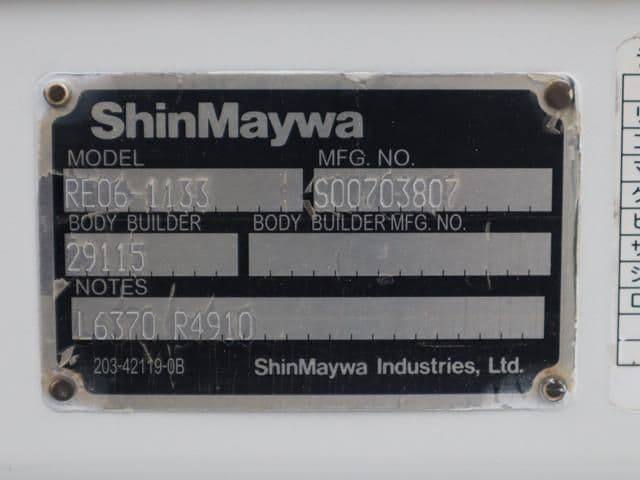 ShinMaywa
MODEL MFG. NO.
RE06-1133 S00703807
BODY BUILDER BODY BUILDER MFG. NO.
29115
NOTES
L6370 R4910
203-42119-0B ShinMaywa Industries, Ltd.